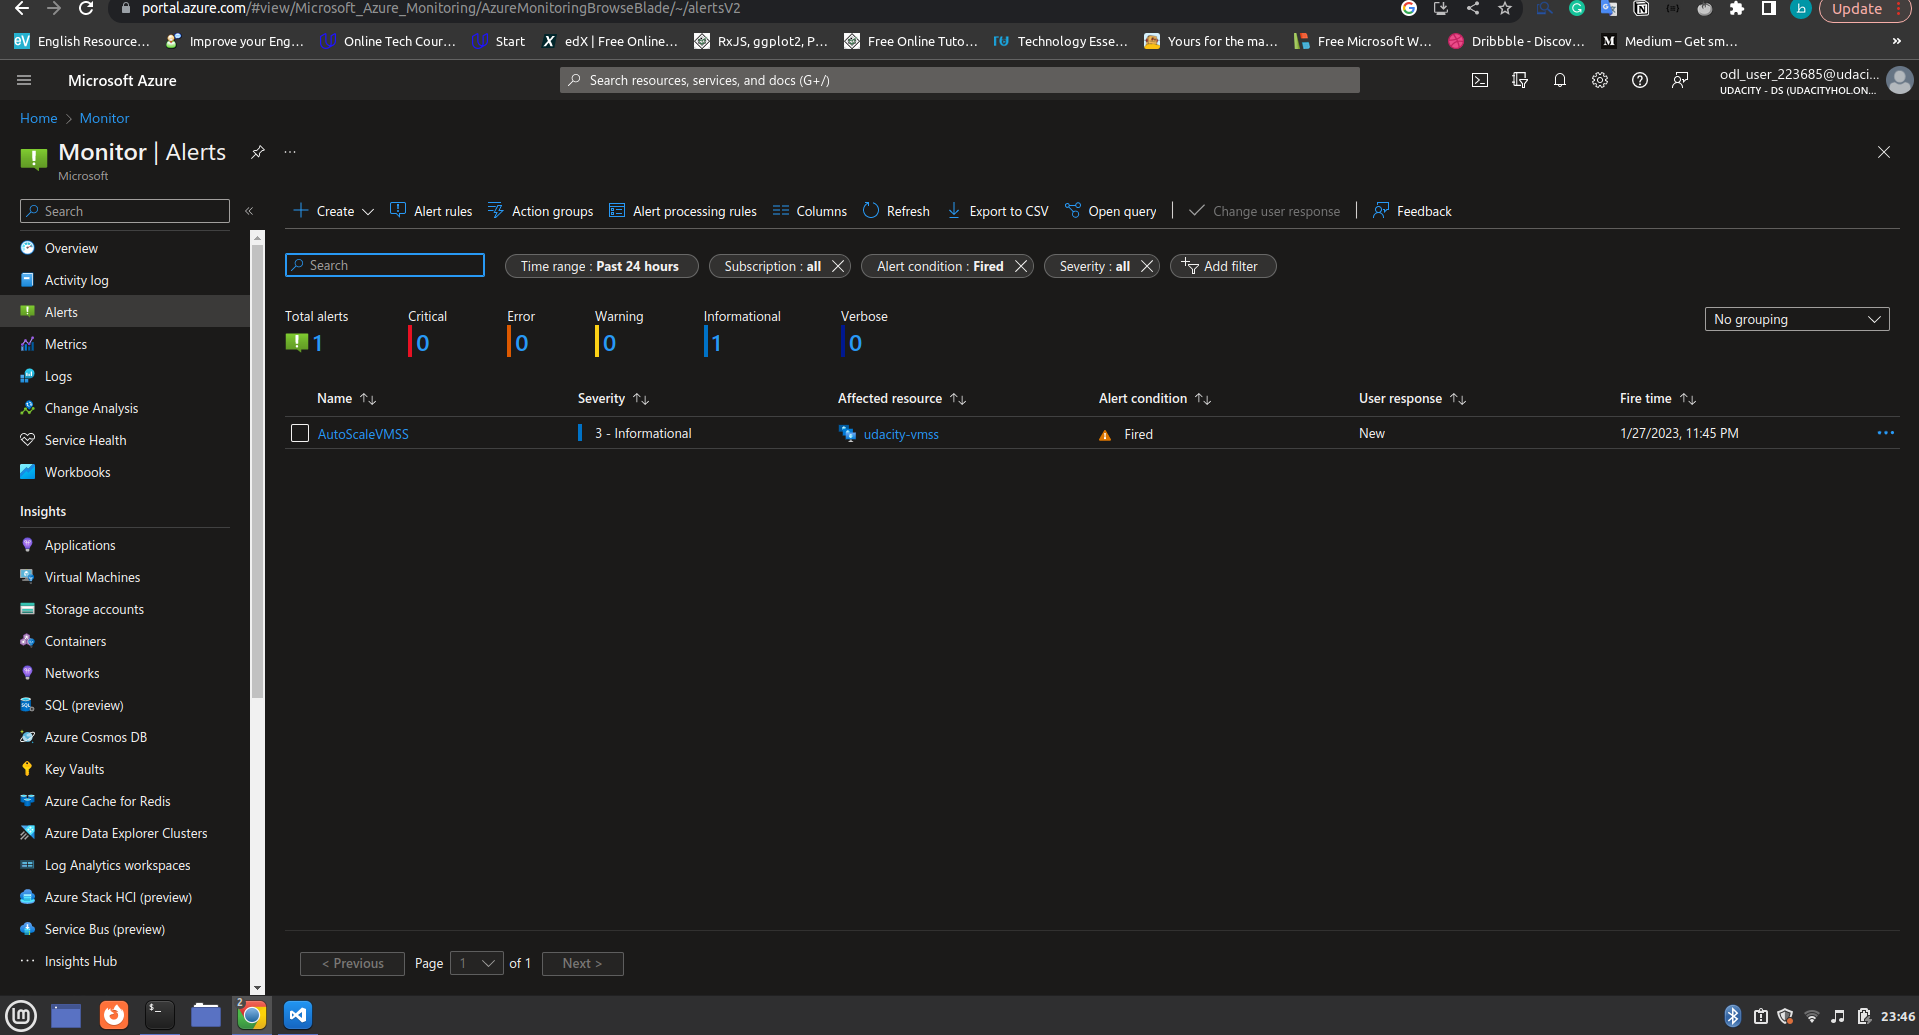 portal.azure.com/#view/Microsoft_Azure_Monitoring/AzureMonitoringBrowseBlade/~/alertsV2
Update
English Resource... Improve your Eng... Online Tech Cour... Start edX | Free Online... RxJS, ggplot2, P... Free Online Tuto... Technology Esse... Yours for the ma... Free Microsoft W... Dribbble - Discov... Medium – Get sm... »
Microsoft Azure
Search resources, services, and docs (G+/)
odl_user_223685@udaci...
UDACITY - DS (UDACITYHOL.ON...
Home > Monitor
Monitor | Alerts
Microsoft
Search
Create Alert rules Action groups Alert processing rules Columns Refresh Export to CSV Open query Change user response Feedback
Overview
Activity log
Alerts
Metrics
Logs
Change Analysis
Service Health
Workbooks
Insights
Applications
Virtual Machines
Storage accounts
Containers
Networks
SQL (preview)
Azure Cosmos DB
Key Vaults
Azure Cache for Redis
Azure Data Explorer Clusters
Log Analytics workspaces
Azure Stack HCI (preview)
Service Bus (preview)
Insights Hub
Search
Time range : Past 24 hours Subscription : all Alert condition : Fired Severity : all Add filter
Total alerts Critical Error Warning Informational Verbose
1 0 0 0 1 0
No grouping
Name Severity Affected resource Alert condition User response Fire time
AutoScaleVMSS 3 - Informational udacity-vmss Fired New 1/27/2023, 11:45 PM
< Previous Page 1 of 1 Next >
2
23:46